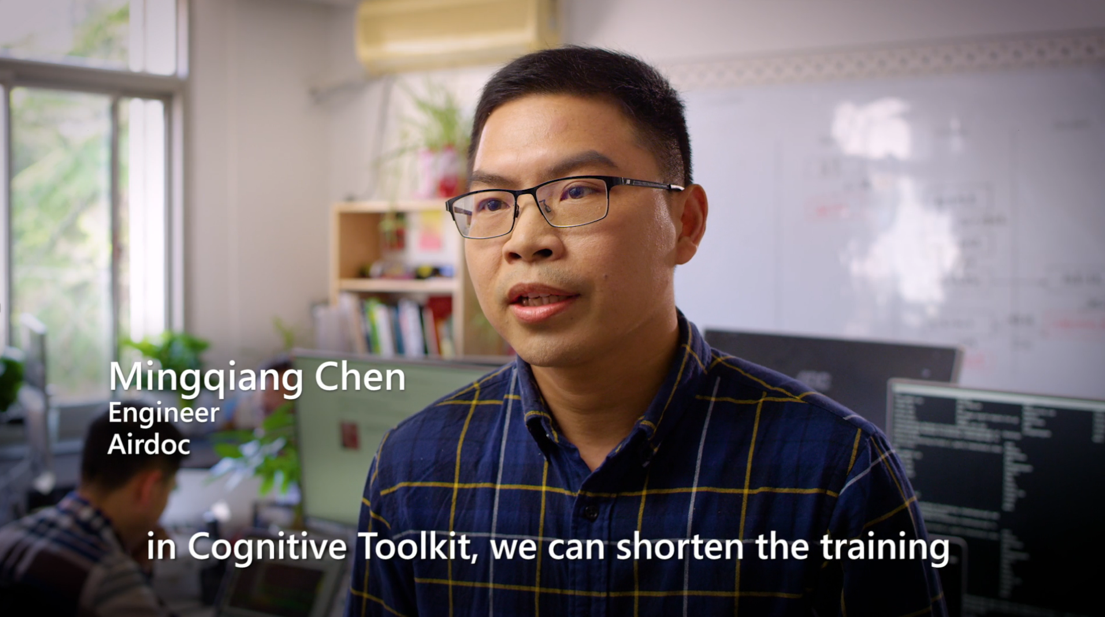 Mingqiang Chen
Engineer
Airdoc
in Cognitive Toolkit, we can shorten the training